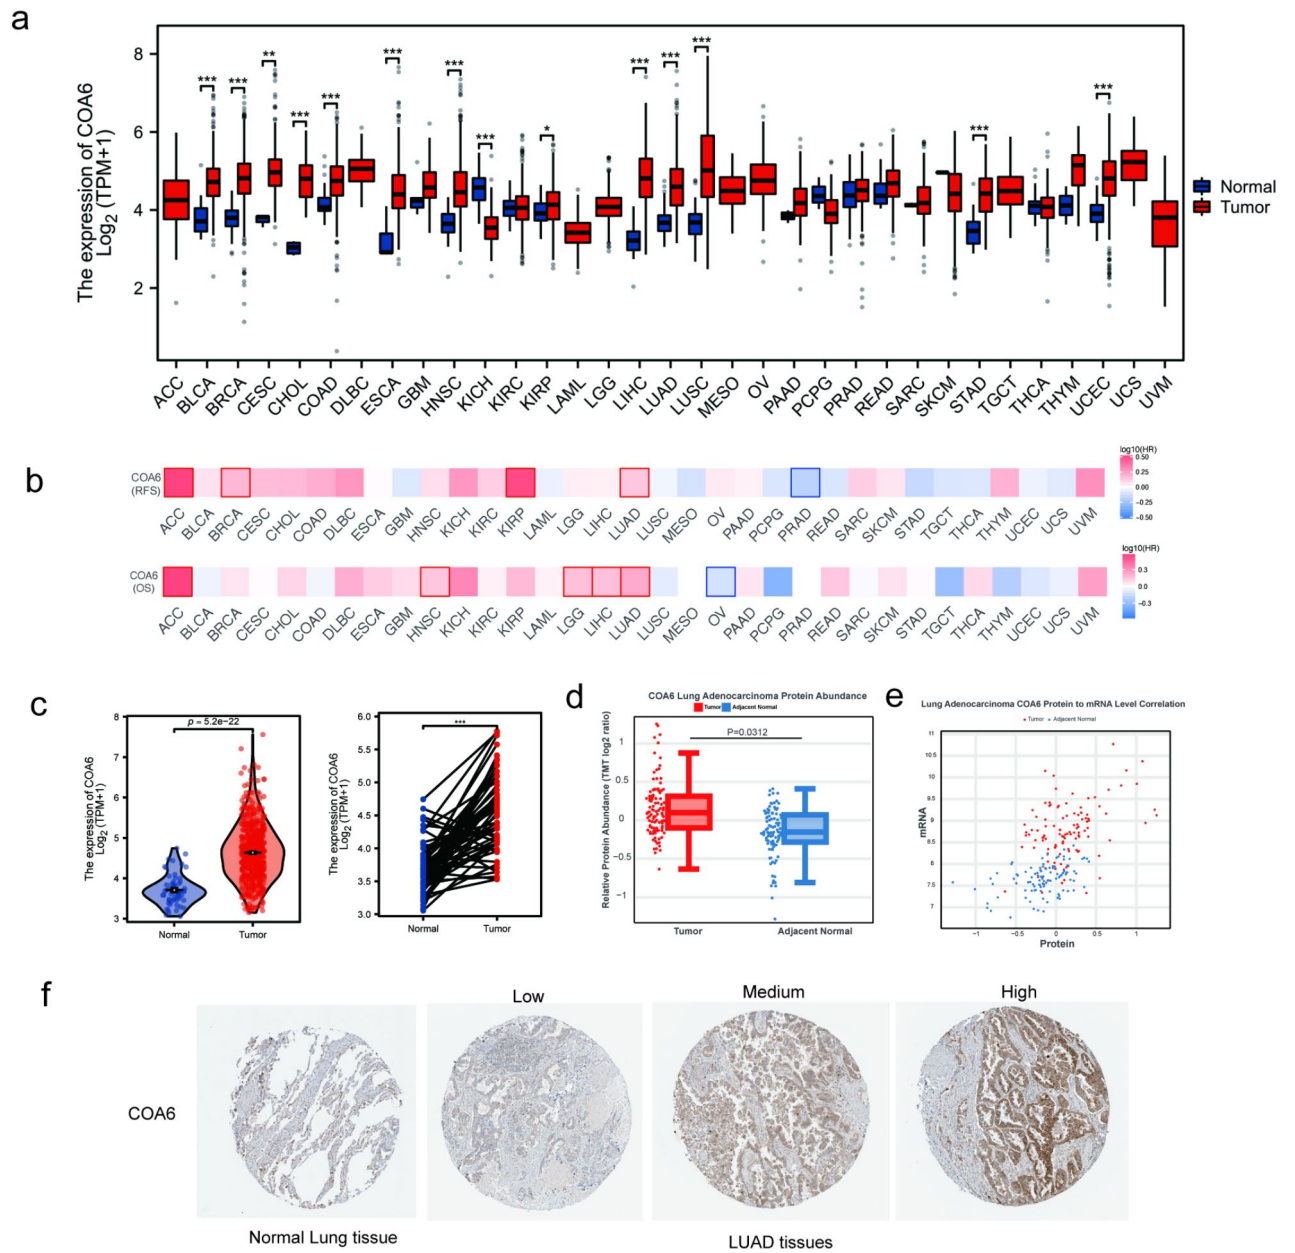 a
The expression of COA6
Log2 (TPM+1)
8
6
4
2
*** *** ** *** *** *** *** *** * *** *** *** *** ***
Normal
Tumor
ACC BLCA BRCA CESC CHOL COAD DLBC ESCA GBM HNSC KICH KIRC KIRP LAML LGG LIHC LUAD LUSC MESO OV PAAD PCPG PRAD READ SARC SKCM STAD TGCT THCA THYM UCEC UCS UVM
b
COA6
(RFS)
log10(HR)
0.50
0.25
0.00
−0.25
−0.50
ACC BLCA BRCA CESC CHOL COAD DLBC ESCA GBM HNSC KICH KIRC KIRP LAML LGG LIHC LUAD LUSC MESO OV PAAD PCPG PRAD READ SARC SKCM STAD TGCT THCA THYM UCEC UCS UVM
COA6
(OS)
log10(HR)
0.3
0.0
−0.3
ACC BLCA BRCA CESC CHOL COAD DLBC ESCA GBM HNSC KICH KIRC KIRP LAML LGG LIHC LUAD LUSC MESO OV PAAD PCPG PRAD READ SARC SKCM STAD TGCT THCA THYM UCEC UCS UVM
c
The expression of COA6
Log2 (TPM+1)
8
7
6
5
4
3
p = 5.2e−22
Normal Tumor
The expression of COA6
Log2 (TPM+1)
6.0
5.5
5.0
4.5
4.0
3.5
3.0
***
Normal Tumor
d
COA6 Lung Adenocarcinoma Protein Abundance
Tumor Adjacent Normal
Relative Protein Abundance (TMT log2 ratio)
1
0.5
0
−0.5
−1
P=0.0312
Tumor Adjacent Normal
e
Lung Adenocarcinoma COA6 Protein to mRNA Level Correlation
Tumor Adjacent Normal
mRNA
11
10.5
10
9.5
9
8.5
8
7.5
7
−1 −0.5 0 0.5 1
Protein
f
Low Medium High
COA6
Normal Lung tissue
LUAD tissues